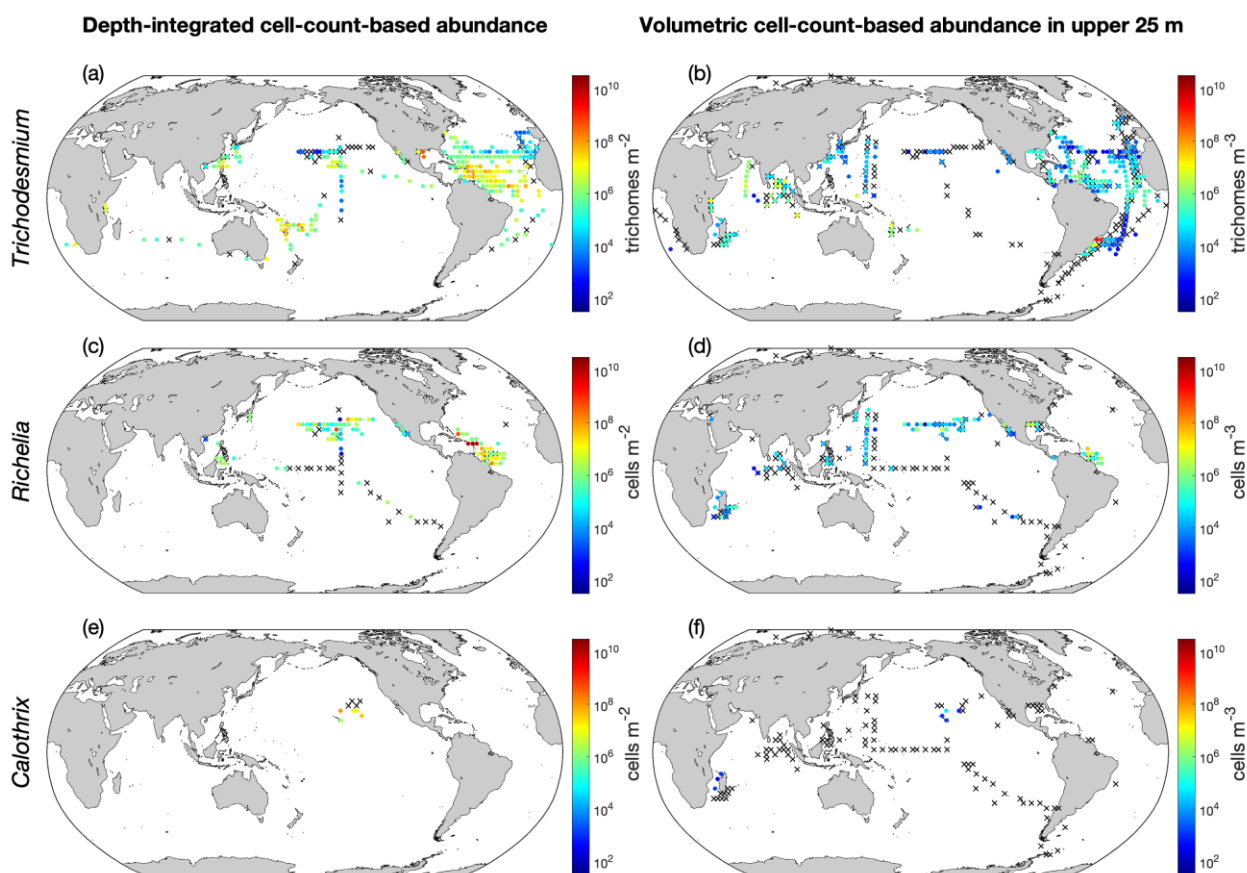 Depth-integrated cell-count-based abundance
Volumetric cell-count-based abundance in upper 25 m
Trichodesmium
(a)
10¹⁰
10⁸
10⁶
10⁴
10²
trichomes m⁻²
(b)
10¹⁰
10⁸
10⁶
10⁴
10²
trichomes m⁻³
Richelia
(c)
10¹⁰
10⁸
10⁶
10⁴
10²
cells m⁻²
(d)
10¹⁰
10⁸
10⁶
10⁴
10²
cells m⁻³
Calothrix
(e)
10¹⁰
10⁸
10⁶
10⁴
10²
cells m⁻²
(f)
10¹⁰
10⁸
10⁶
10⁴
10²
cells m⁻³